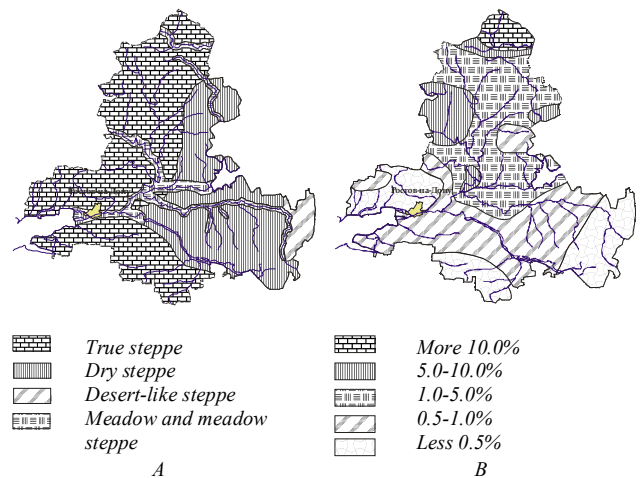 Ростов-на-Дону
True steppe
Dry steppe
Desert-like steppe
Meadow and meadow
steppe
A
More 10.0%
5.0-10.0%
1.0-5.0%
0.5-1.0%
Less 0.5%
B